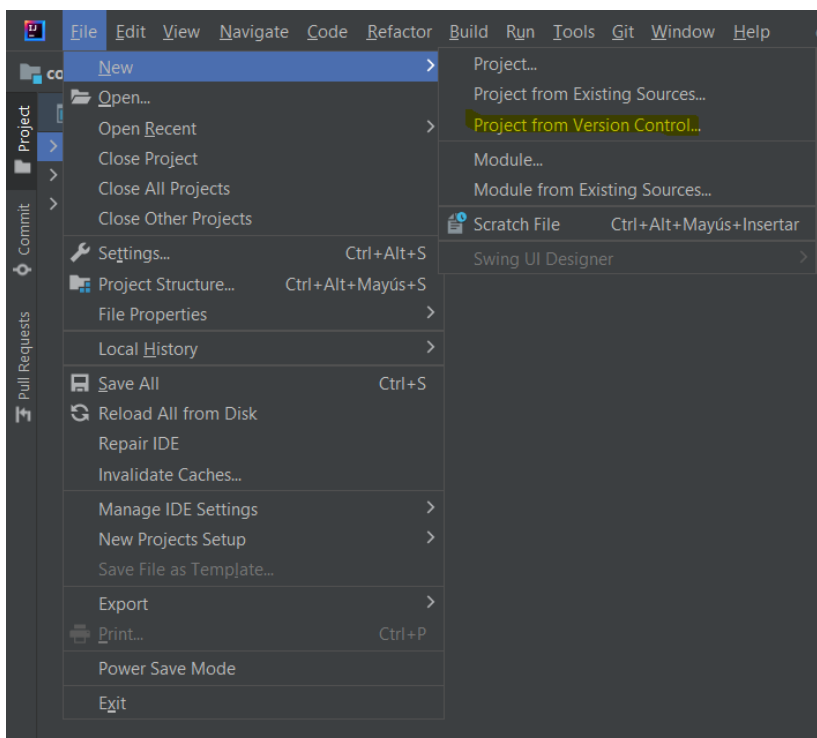 IJ
File Edit View Navigate Code Refactor Build Run Tools Git Window Help
co
Project
Commit
Pull Requests
New
Open...
Open Recent
Close Project
Close All Projects
Close Other Projects
Settings... Ctrl+Alt+S
Project Structure... Ctrl+Alt+Mayús+S
File Properties
Local History
Save All Ctrl+S
Reload All from Disk
Repair IDE
Invalidate Caches...
Manage IDE Settings
New Projects Setup
Save File as Template...
Export
Print... Ctrl+P
Power Save Mode
Exit
Project...
Project from Existing Sources...
Project from Version Control...
Module...
Module from Existing Sources...
Scratch File Ctrl+Alt+Mayús+Insertar
Swing UI Designer